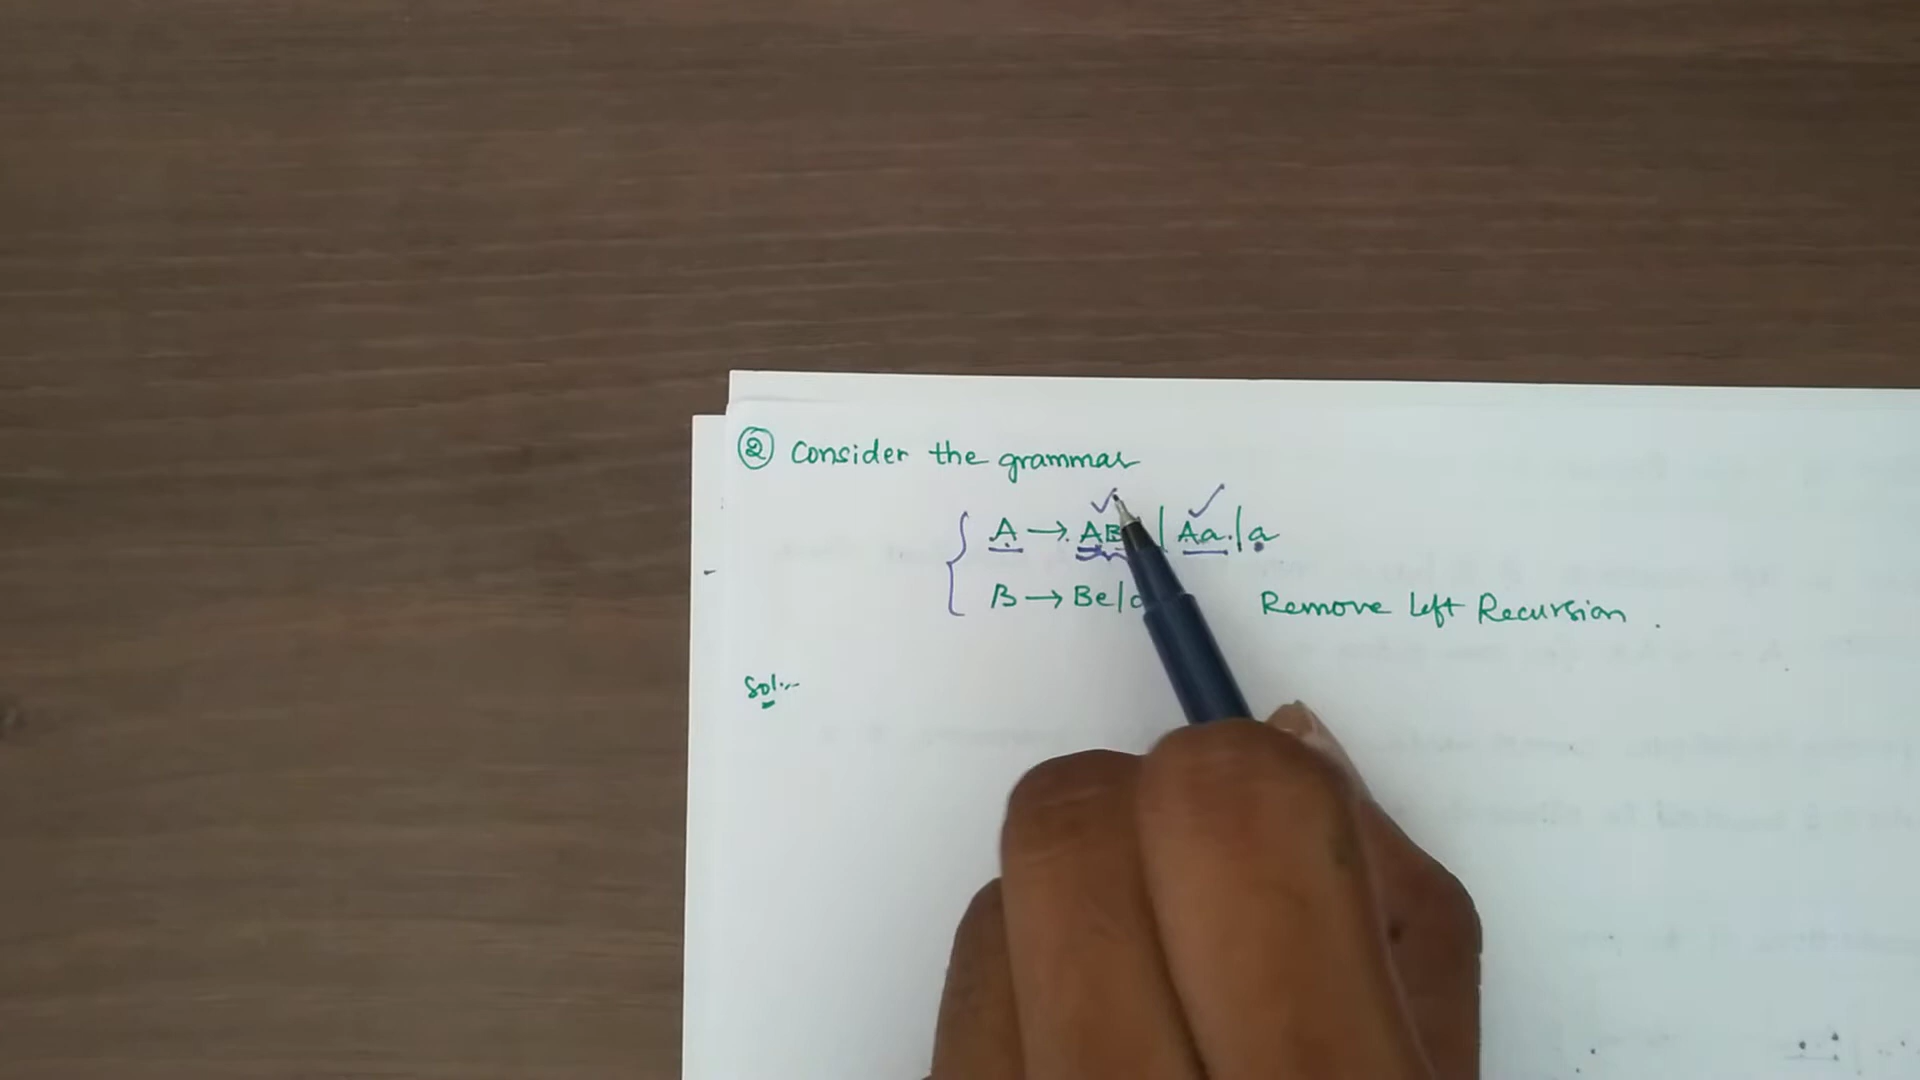 ② Consider the grammar
A → AB | Aa | a
B → Be |
Remove Left Recursion .
Sol:-